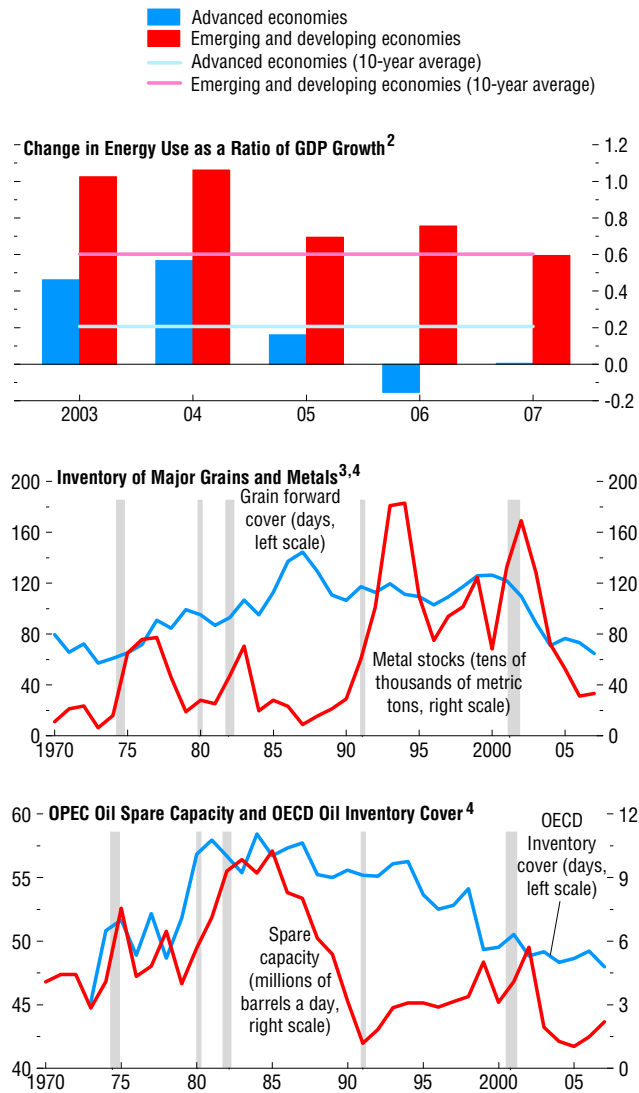 Advanced economies
Emerging and developing economies
Advanced economies (10-year average)
Emerging and developing economies (10-year average)
Change in Energy Use as a Ratio of GDP Growth2
1.2
1.0
0.8
0.6
0.4
0.2
0.0
-0.2
2003 04 05 06 07
Inventory of Major Grains and Metals3,4
200 200
160 160
120 120
80 80
40 40
0 0
Grain forward
cover (days,
left scale)
Metal stocks (tens of
thousands of metric
tons, right scale)
1970 75 80 85 90 95 2000 05
OPEC Oil Spare Capacity and OECD Oil Inventory Cover4
60 12
55 9
50 6
45 3
40 0
OECD
Inventory
cover (days,
left scale)
Spare
capacity
(millions of
barrels a day,
right scale)
1970 75 80 85 90 95 2000 05